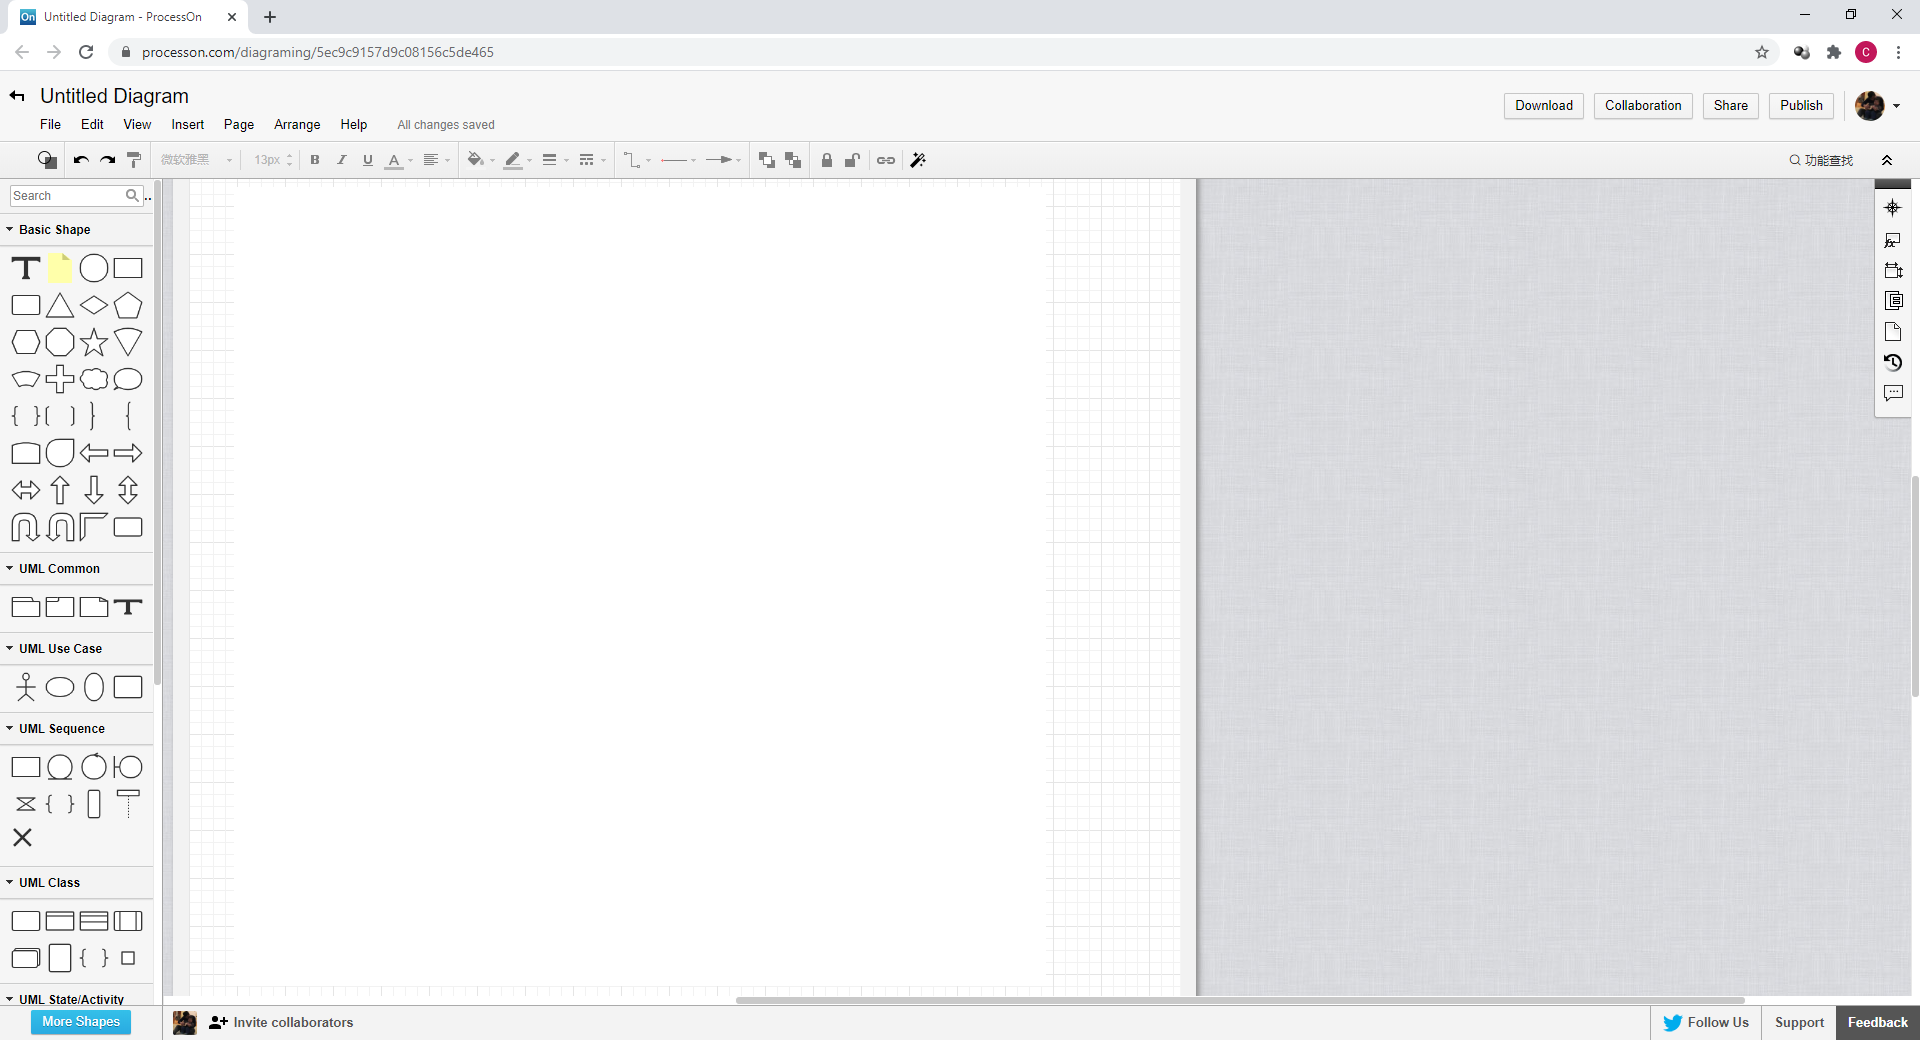 On Untitled Diagram - ProcessOn
processon.com/diagraming/5ec9c9157d9c08156c5de465
C
Untitled Diagram
File Edit View Insert Page Arrange Help All changes saved
Download Collaboration Share Publish
微软雅黑 13px B I U A
功能查找
Search
Basic Shape
UML Common
UML Use Case
UML Sequence
UML Class
UML State/Activity
More Shapes
Invite collaborators
Follow Us Support Feedback